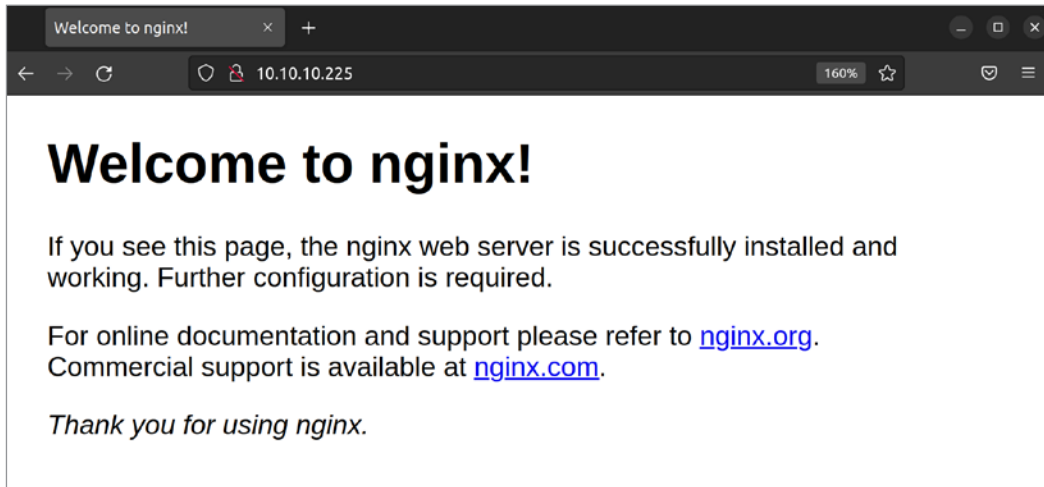 Welcome to nginx!
10.10.10.225
160%
Welcome to nginx!
If you see this page, the nginx web server is successfully installed and
working. Further configuration is required.
For online documentation and support please refer to nginx.org.
Commercial support is available at nginx.com.
Thank you for using nginx.